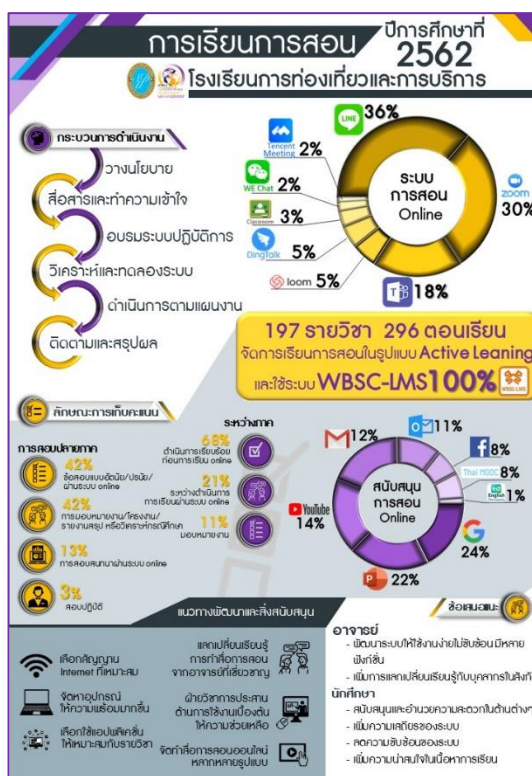 การเรียนการสอน
ปีการศึกษาที่
2562
โรงเรียนการท่องเที่ยวและการบริการ
กระบวนการดำเนินงาน
วางนโยบาย
สื่อสารและทำความเข้าใจ
อบรมระบบปฏิบัติการ
วิเคราะห์และทดลองระบบ
ดำเนินการตามแผนงาน
ติดตามและสรุปผล
LINE
36%
Tencent
Meeting 2%
WE Chat 2%
Classroom 3%
DingTalk 5%
loom 5%
18%
zoom
30%
ระบบ
การสอน
Online
197 รายวิชา 296 ตอนเรียน
จัดการเรียนการสอนในรูปแบบ Active Leaning
และใช้ระบบ WBSC-LMS 100%
WBSC-LMS
ลักษณะการเก็บคะแนน
การสอบปลายภาค
42%
ข้อสอบแบบอัตนัย/ปรนัย/
ผ่านระบบ online
42%
การมอบหมายงาน/โครงงาน/
รายงานสรุป หรือวิเคราะห์กรณีศึกษา
13%
การสอบสนทนาผ่านระบบ online
3%
สอบปฏิบัติ
ระหว่างภาค
68%
ดำเนินการเรียบร้อย
ก่อนการเรียน online
21%
ระหว่างดำเนินการ
การเรียนผ่านระบบ online
11%
มอบหมายงาน
12%
11%
8%
Thai MOOC 8%
English 1%
24%
22%
YouTube
14%
สนับสนุน
การสอน
Online
แนวทางพัฒนาและสิ่งสนับสนุน
เลือกสัญญาณ
Internet ที่เหมาะสม
จัดหาอุปกรณ์
ให้ความพร้อมมากขึ้น
เลือกใช้แอปพลิเคชั่น
ให้เหมาะสมกับรายวิชา
แลกเปลี่ยนเรียนรู้
การทำสื่อการสอน
จากอาจารย์ที่เชี่ยวชาญ
ฝ่ายวิชาการประสาน
ด้านการใช้งานเบื้องต้น
ให้ความช่วยเหลือ
จัดทำสื่อการสอนออนไลน์
หลากหลายรูปแบบ
ข้อเสนอแนะ
อาจารย์
- พัฒนาระบบให้ใช้งานง่ายไม่ซับซ้อนมีหลาย
ฟังก์ชั่น
- เพิ่มการแลกเปลี่ยนเรียนรู้กับบุคลากรในสังกัด
นักศึกษา
- สนับสนุนและอำนวยความสะดวกในด้านต่างๆ
- เพิ่มความเสถียรของระบบ
- ลดความซับซ้อนของระบบ
- เพิ่มความน่าสนใจในเนื้อหาการเรียน